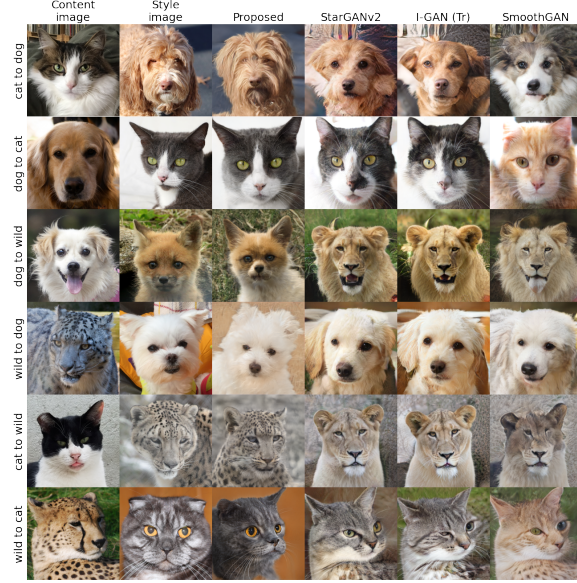 Content
image
Style
image
Proposed
StarGANv2
I-GAN (Tr)
SmoothGAN
cat to dog
dog to cat
dog to wild
wild to dog
cat to wild
wild to cat